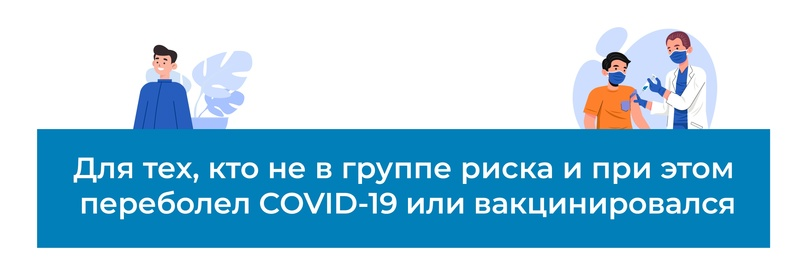 Для тех, кто не в группе риска и при этом
переболел COVID-19 или вакцинировался